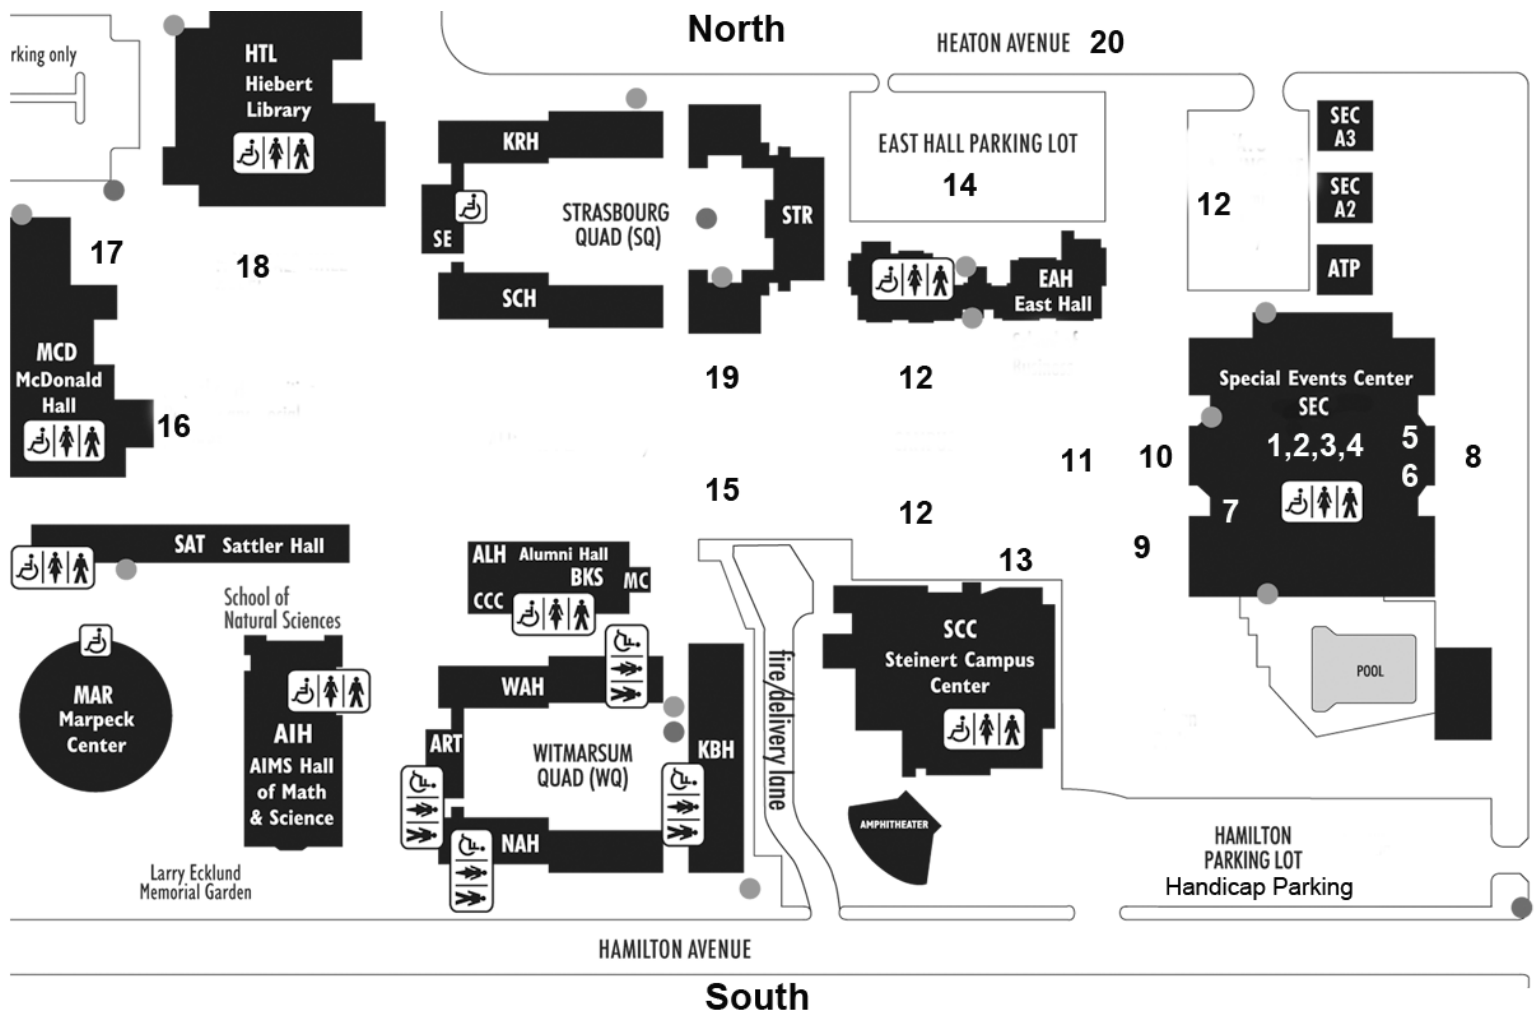 North
HEATON AVENUE 20
rking only
HTL
Hiebert
Library
KRH
SE
STRASBOURG
QUAD (SQ)
STR
SCH
EAST HALL PARKING LOT
14
EAH
East Hall
12
SEC
A3
SEC
A2
ATP
17
18
MCD
McDonald
Hall
16
19
12
15
12
11
10
9
13
Special Events Center
SEC
1,2,3,4
5
6
7
8
SAT Sattler Hall
School of
Natural Sciences
MAR
Marpeck
Center
AIH
AIMS Hall
of Math
& Science
Larry Ecklund
Memorial Garden
ALH Alumni Hall
BKS
MC
CCC
WAH
ART
WITMARSUM
QUAD (WQ)
KBH
NAH
fire/delivery lane
SCC
Steinert Campus
Center
AMPHITHEATER
POOL
HAMILTON
PARKING LOT
Handicap Parking
HAMILTON AVENUE
South